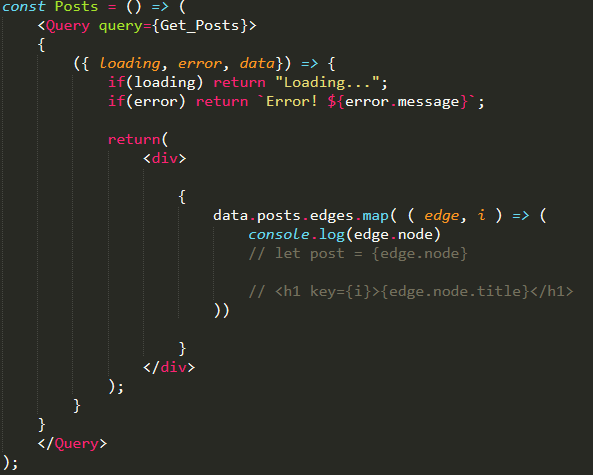 const Posts = () => (
    <Query query={Get_Posts}>
    {
        ({ loading, error, data}) => {
            if(loading) return "Loading...";
            if(error) return `Error! ${error.message}`;
            return(
                <div>
                    {
                        data.posts.edges.map( ( edge, i ) => (
                            console.log(edge.node)
                            // let post = {edge.node}
                            // <h1 key={i}>{edge.node.title}</h1>
                        ))
                    }
                </div>
            );
        }
    }
    </Query>
);